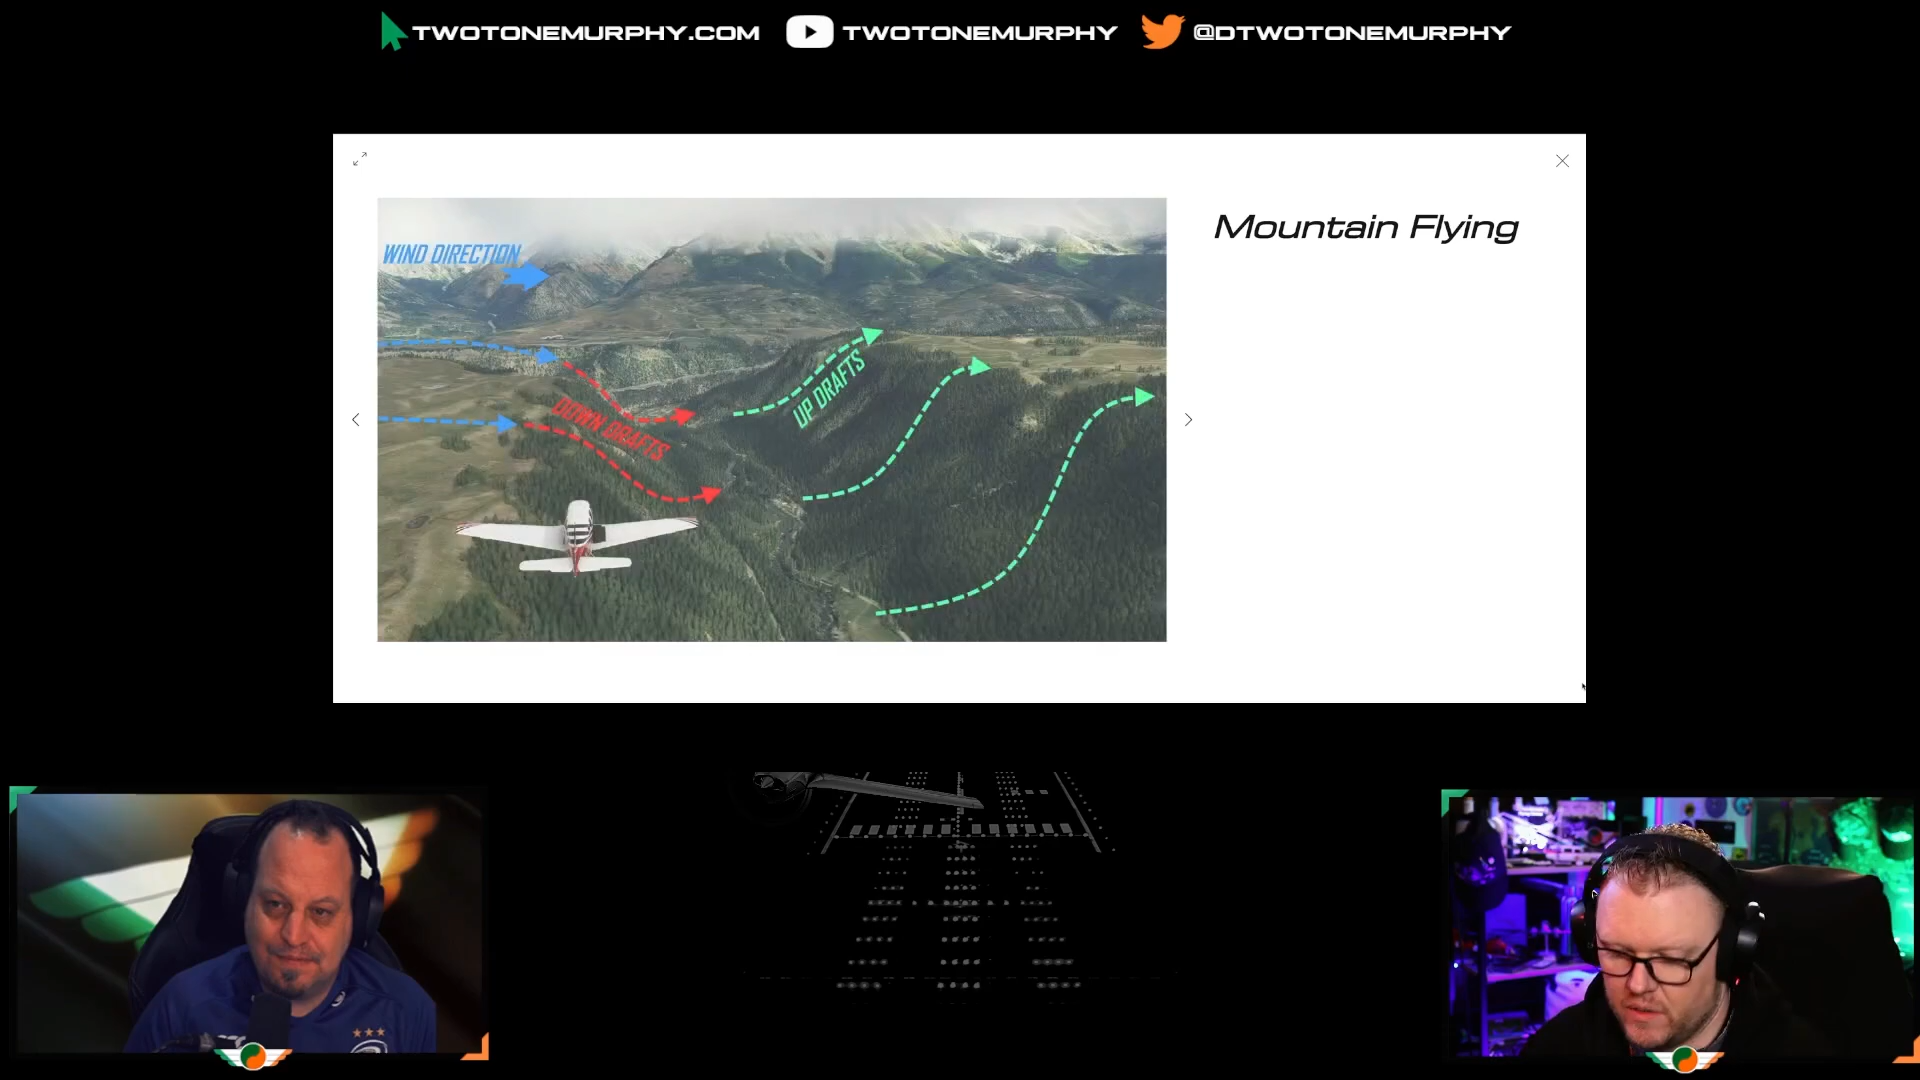 TWOTONEMURPHY.COM TWOTONEMURPHY @DTWOTONEMURPHY
Mountain Flying
WIND DIRECTION
DOWN DRAFTS
UP DRAFTS